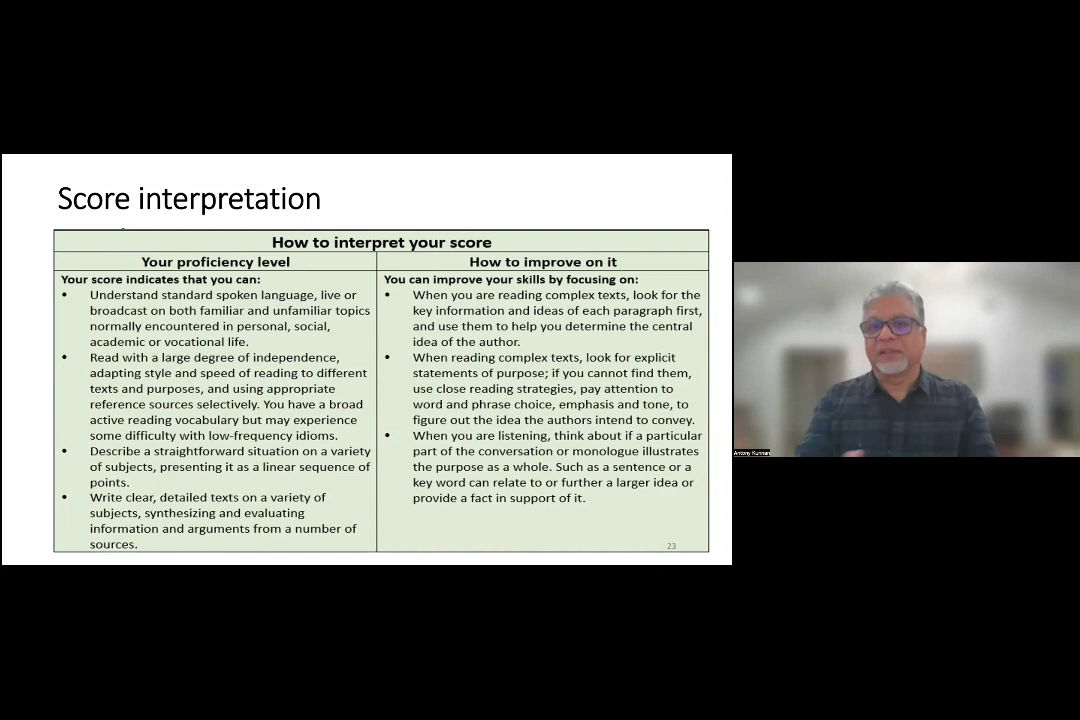 Score interpretation
How to interpret your score
Your proficiency level
How to improve on it
Your score indicates that you can:
• Understand standard spoken language, live or
broadcast on both familiar and unfamiliar topics
normally encountered in personal, social,
academic or vocational life.
• Read with a large degree of independence,
adapting style and speed of reading to different
texts and purposes, and using appropriate
reference sources selectively. You have a broad
active reading vocabulary but may experience
some difficulty with low-frequency idioms.
• Describe a straightforward situation on a variety
of subjects, presenting it as a linear sequence of
points.
• Write clear, detailed texts on a variety of
subjects, synthesizing and evaluating
information and arguments from a number of
sources.
You can improve your skills by focusing on:
• When you are reading complex texts, look for the
key information and ideas of each paragraph first,
and use them to help you determine the central
idea of the author.
• When reading complex texts, look for explicit
statements of purpose; if you cannot find them,
use close reading strategies, pay attention to
word and phrase choice, emphasis and tone, to
figure out the idea the authors intend to convey.
• When you are listening, think about if a particular
part of the conversation or monologue illustrates
the purpose as a whole. Such as a sentence or a
key word can relate to or further a larger idea or
provide a fact in support of it.
23
Antony Kunnan